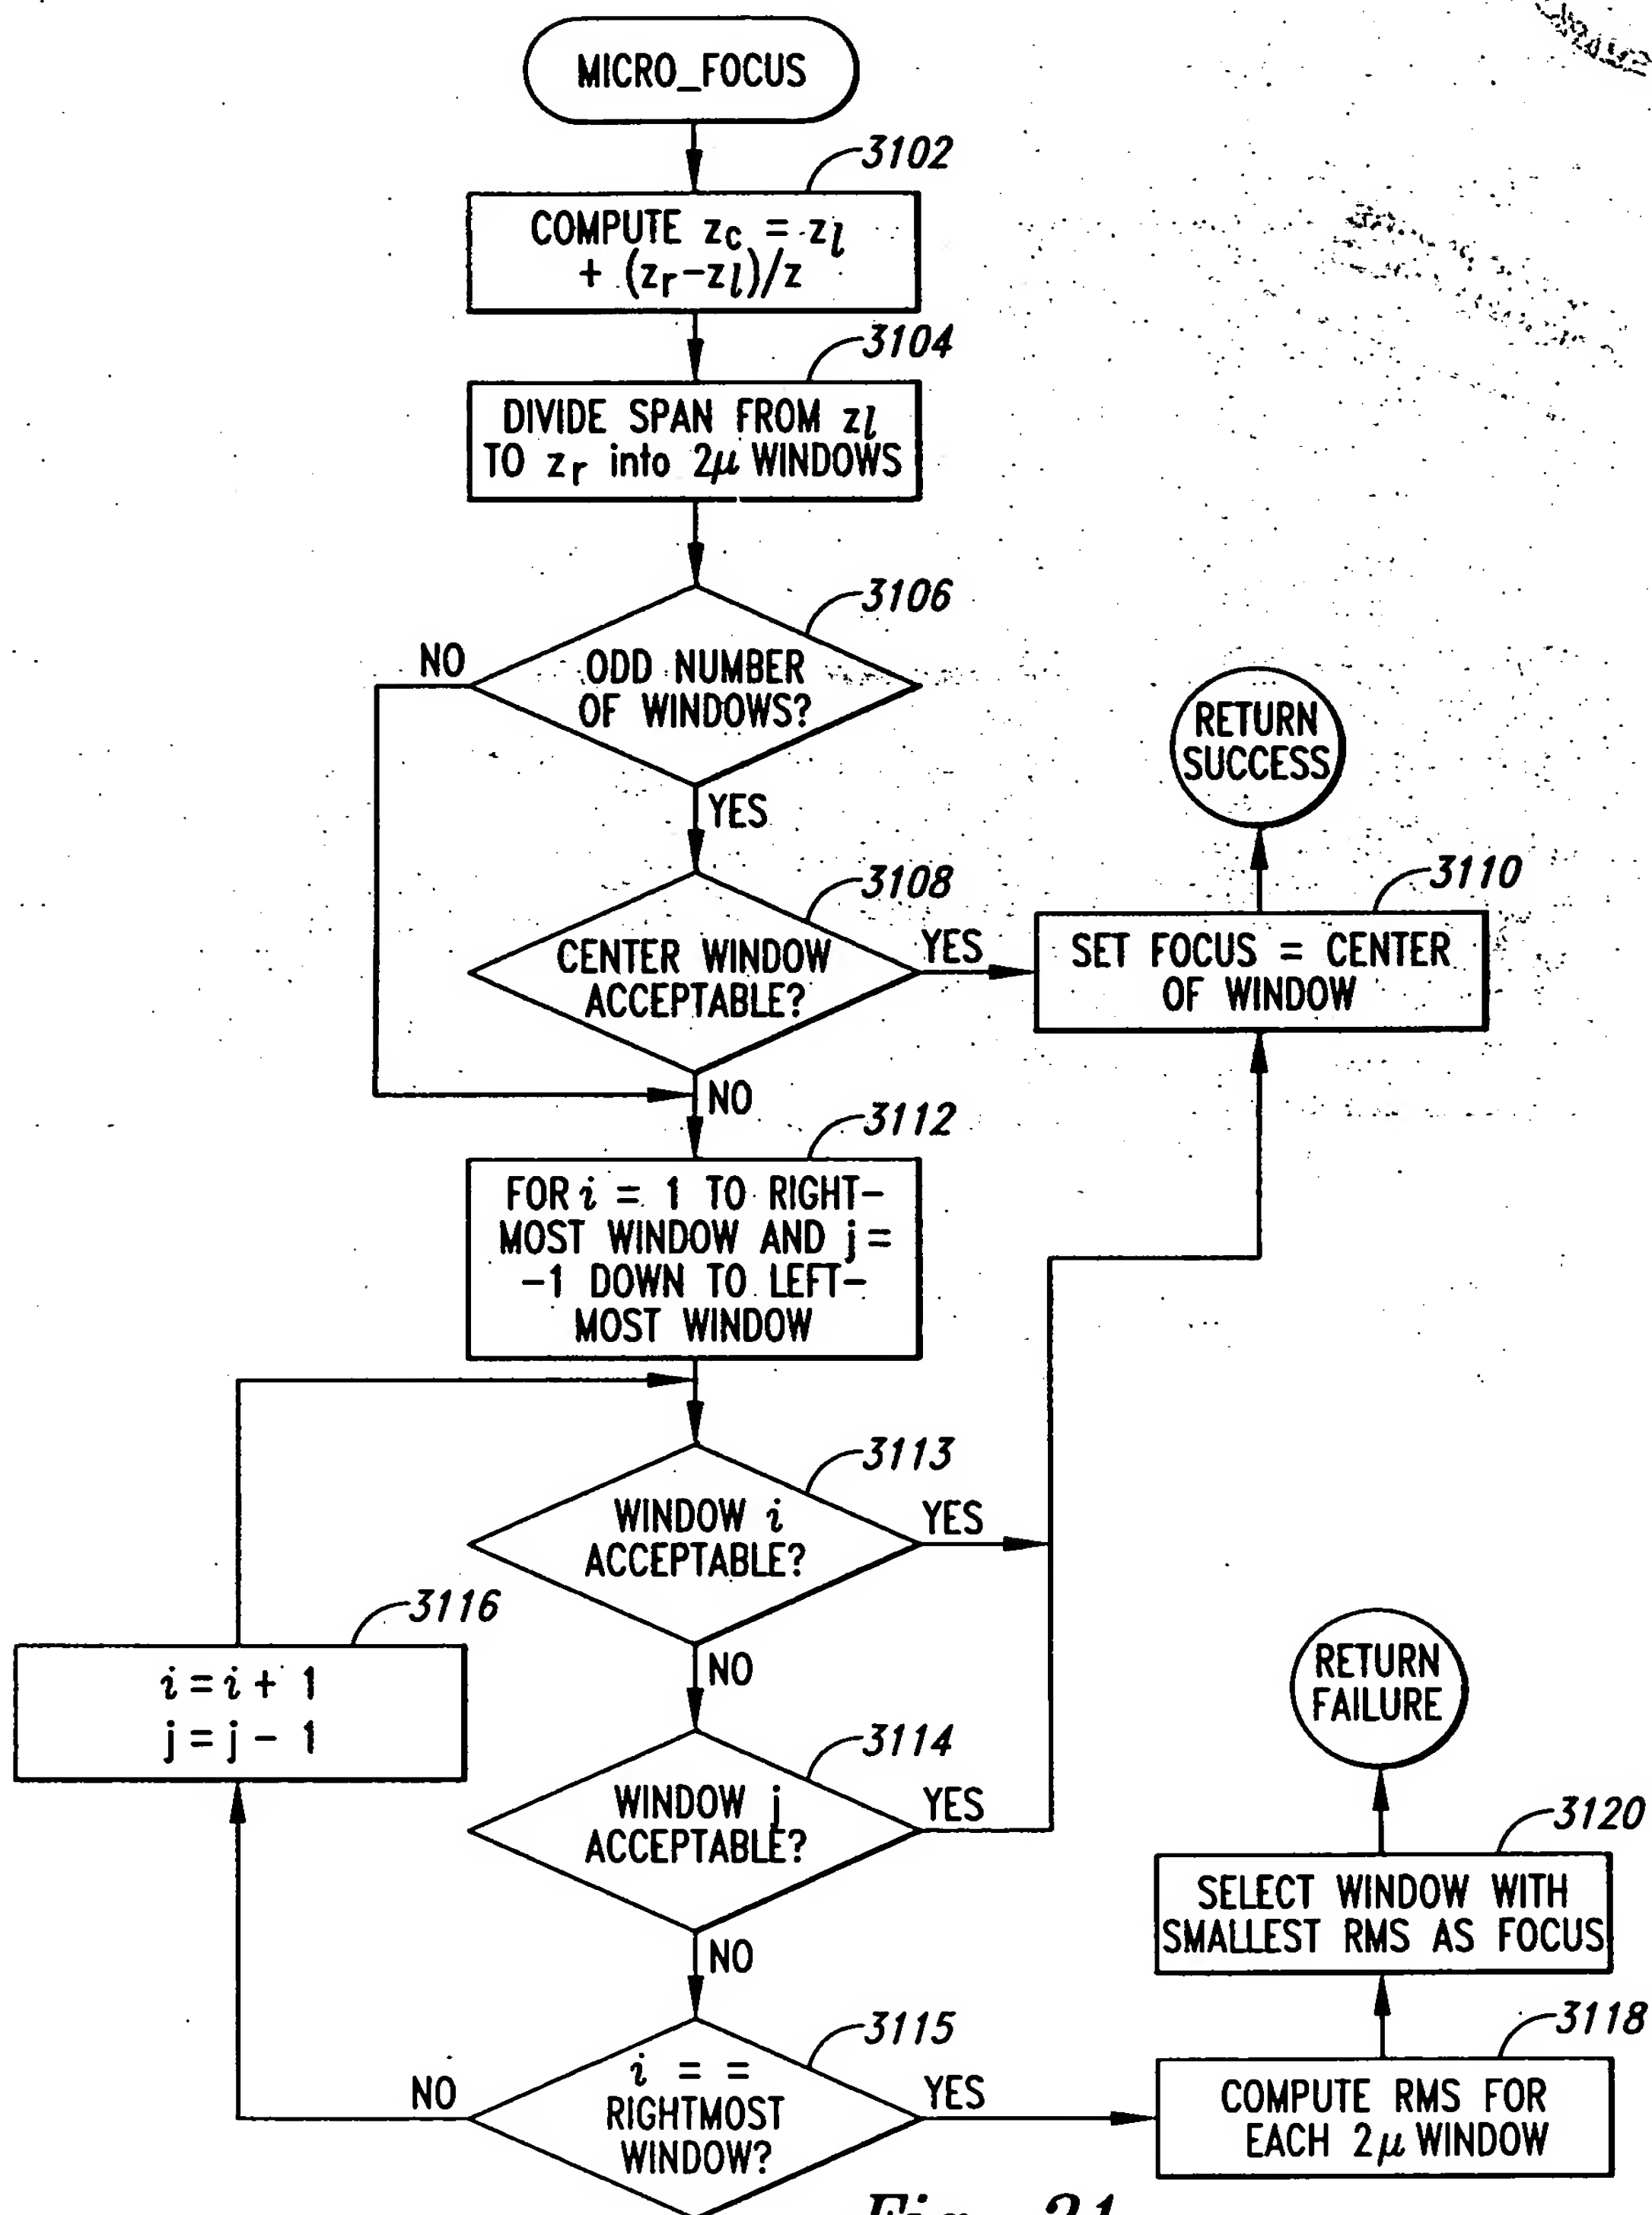 MICRO_FOCUS
3102
COMPUTE zc = zl
+ (zr-zl)/z
3104
DIVIDE SPAN FROM zl
TO zr into 2μ WINDOWS
3106
NO
ODD NUMBER
OF WINDOWS?
YES
RETURN
SUCCESS
3108
CENTER WINDOW
ACCEPTABLE?
YES
3110
SET FOCUS = CENTER
OF WINDOW
NO
3112
FOR i = 1 TO RIGHT-
MOST WINDOW AND j =
-1 DOWN TO LEFT-
MOST WINDOW
3113
WINDOW i
ACCEPTABLE?
YES
NO
3116
i = i + 1
j = j - 1
3114
WINDOW j
ACCEPTABLE?
YES
NO
RETURN
FAILURE
3120
SELECT WINDOW WITH
SMALLEST RMS AS FOCUS
3115
i = =
RIGHTMOST
WINDOW?
NO
YES
3118
COMPUTE RMS FOR
EACH 2μ WINDOW